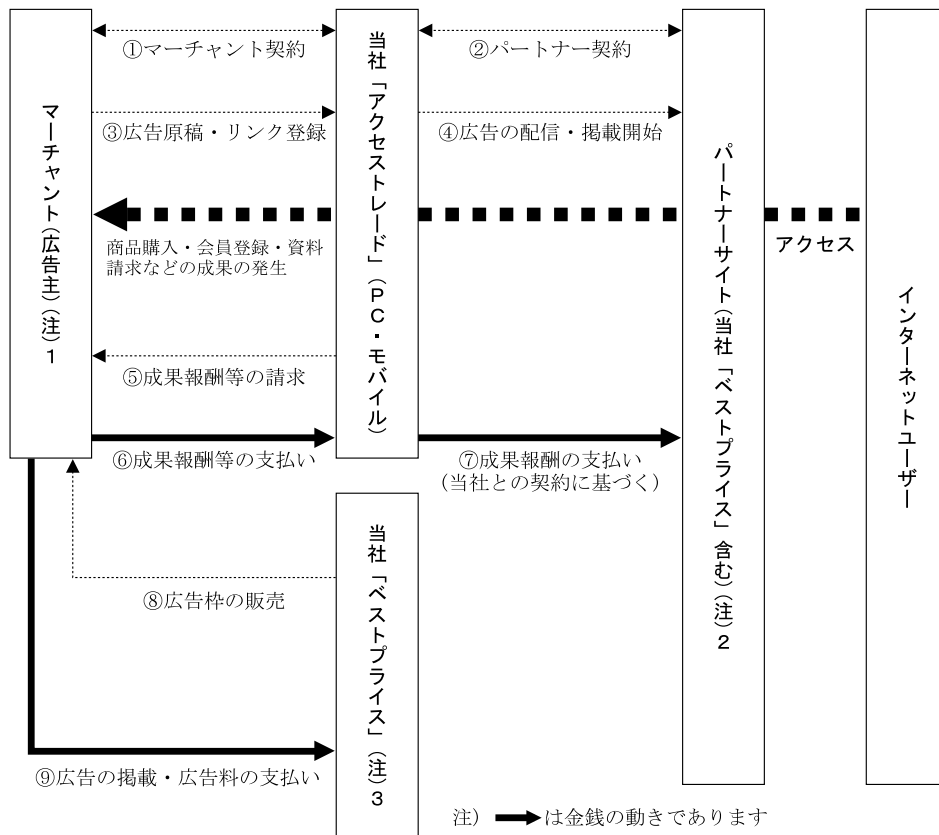 ①マーチャント契約
②パートナー契約
③広告原稿・リンク登録
④広告の配信・掲載開始
マーチャント(広告主)(注)1
当社「アクセストレード」(PC・モバイル)
パートナーサイト(当社「ベストプライス」含む)(注)2
インターネットユーザー
アクセス
商品購入・会員登録・資料
請求などの成果の発生
⑤成果報酬等の請求
⑥成果報酬等の支払い
⑦成果報酬の支払い
(当社との契約に基づく)
当社「ベストプライス」(注)3
⑧広告枠の販売
⑨広告の掲載・広告料の支払い
注) は金銭の動きであります